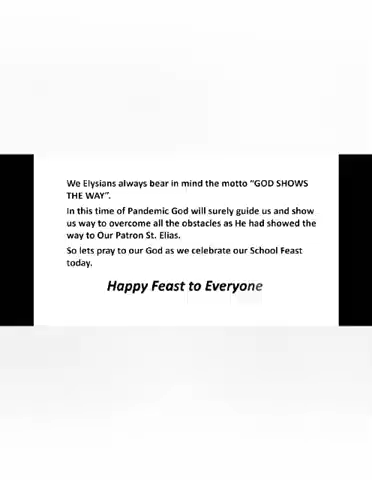 We Elysians always bear in mind the motto “GOD SHOWS
THE WAY”.
In this time of Pandemic God will surely guide us and show
us way to overcome all the obstacles as He had showed the
way to Our Patron St. Elias.
So lets pray to our God as we celebrate our School Feast
today.
Happy Feast to Everyone